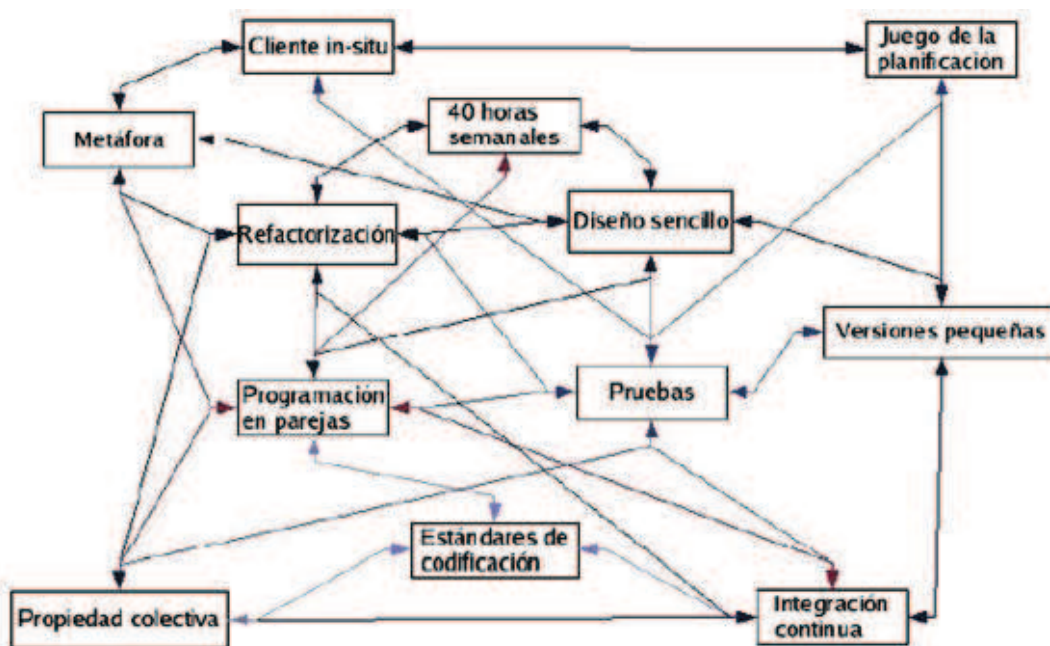 Cliente in-situ
Juego de la
planificación
40 horas
semanales
Metáfora
Refactorización
Diseño sencillo
Versiones pequeñas
Programación
en parejas
Pruebas
Estándares de
codificación
Propiedad colectiva
Integración
continua